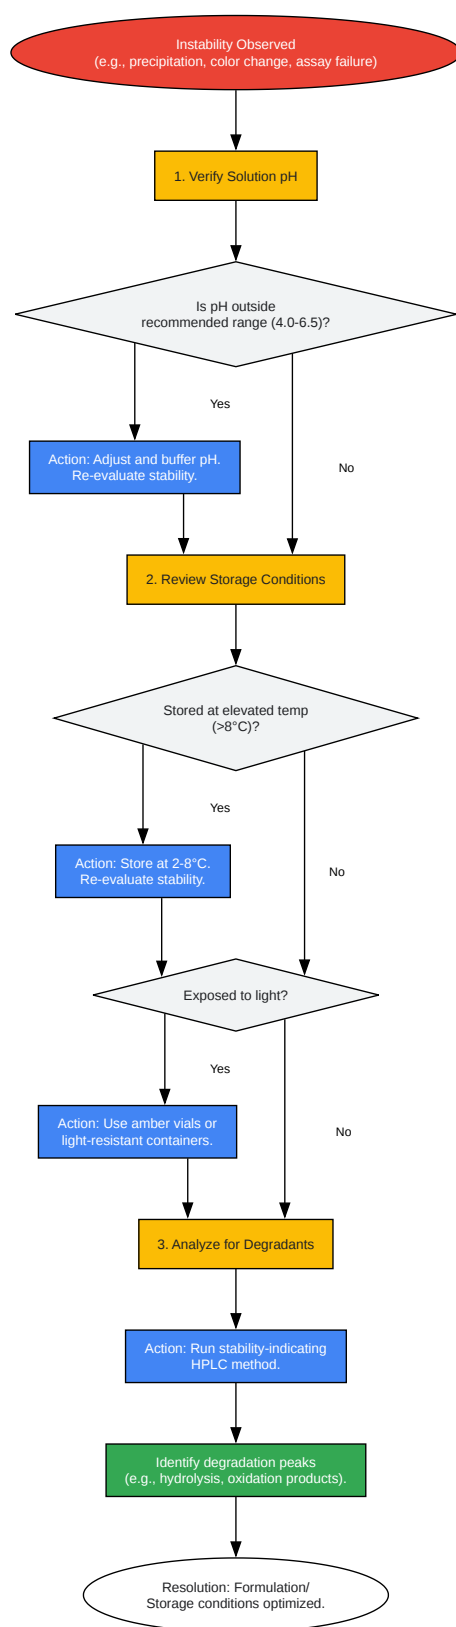 Instability Observed
(e.g., precipitation, color change, assay failure)
1. Verify Solution pH
Is pH outside
recommended range (4.0-6.5)?
Yes
Action: Adjust and buffer pH.
Re-evaluate stability.
No
2. Review Storage Conditions
Stored at elevated temp
(>8°C)?
Yes
Action: Store at 2-8°C.
Re-evaluate stability.
No
Exposed to light?
Yes
Action: Use amber vials or
light-resistant containers.
No
3. Analyze for Degradants
Action: Run stability-indicating
HPLC method.
Identify degradation peaks
(e.g., hydrolysis, oxidation products).
Resolution: Formulation/
Storage conditions optimized.